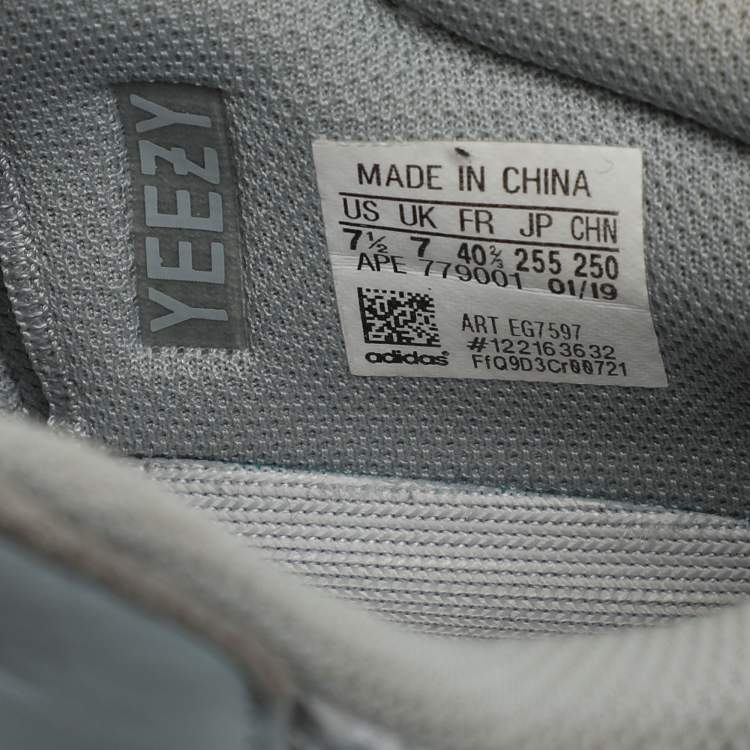 YEEZY
MADE IN CHINA
US UK FR JP CHN
7½ 7 40⅔ 255 250
APE 779001 01/19
ART EG7597
#122163632
adidas® FfQ9D3Cr00721